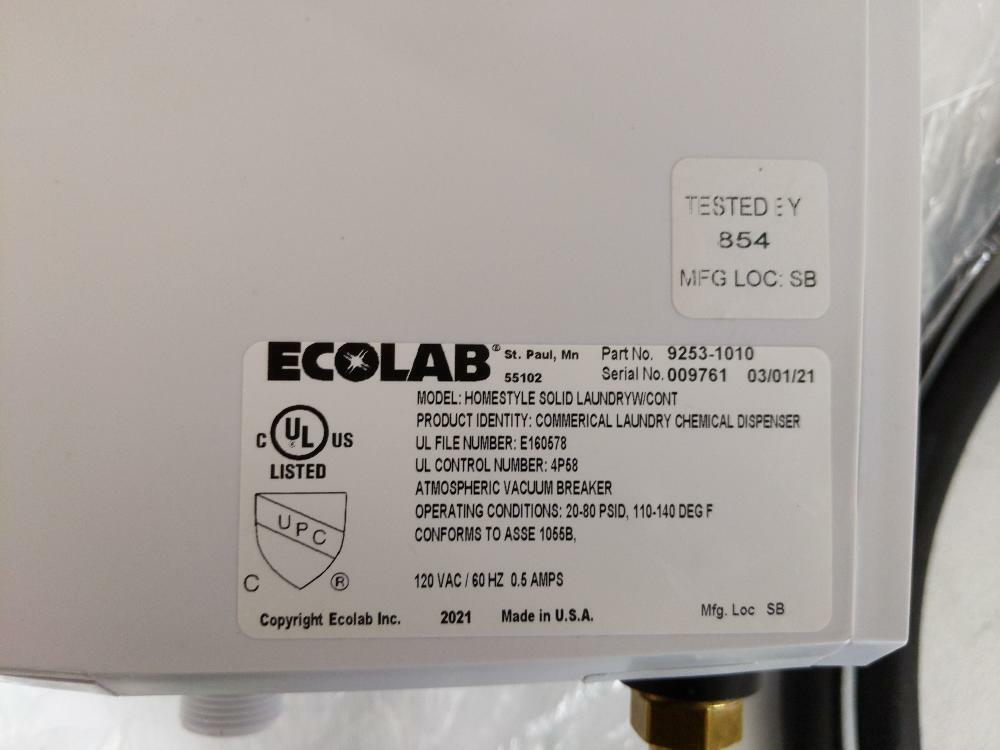 TESTED BY
854
MFG LOC: SB
ECOLAB® St. Paul, Mn 55102
Part No. 9253-1010
Serial No. 009761 03/01/21
MODEL: HOMESTYLE SOLID LAUNDRYW/CONT
PRODUCT IDENTITY: COMMERICAL LAUNDRY CHEMICAL DISPENSER
UL FILE NUMBER: E160578
UL CONTROL NUMBER: 4P58
ATMOSPHERIC VACUUM BREAKER
OPERATING CONDITIONS: 20-80 PSID, 110-140 DEG F
CONFORMS TO ASSE 1055B,
120 VAC / 60 HZ 0.5 AMPS
C UL® US
LISTED
UPC
C ®
Copyright Ecolab Inc. 2021 Made in U.S.A. Mfg. Loc SB